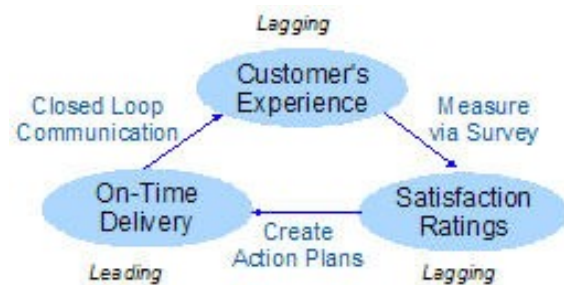 Lagging
Customer's
Experience
Closed Loop
Communication
Measure
via Survey
On-Time
Delivery
Satisfaction
Ratings
Create
Action Plans
Leading
Lagging